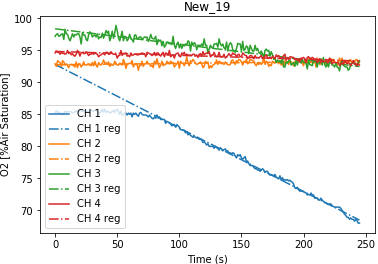 New_19
O2 [%Air Saturation]
100
95
90
85
80
75
70
CH 1
CH 1 reg
CH 2
CH 2 reg
CH 3
CH 3 reg
CH 4
CH 4 reg
0 50 100 150 200 250
Time (s)